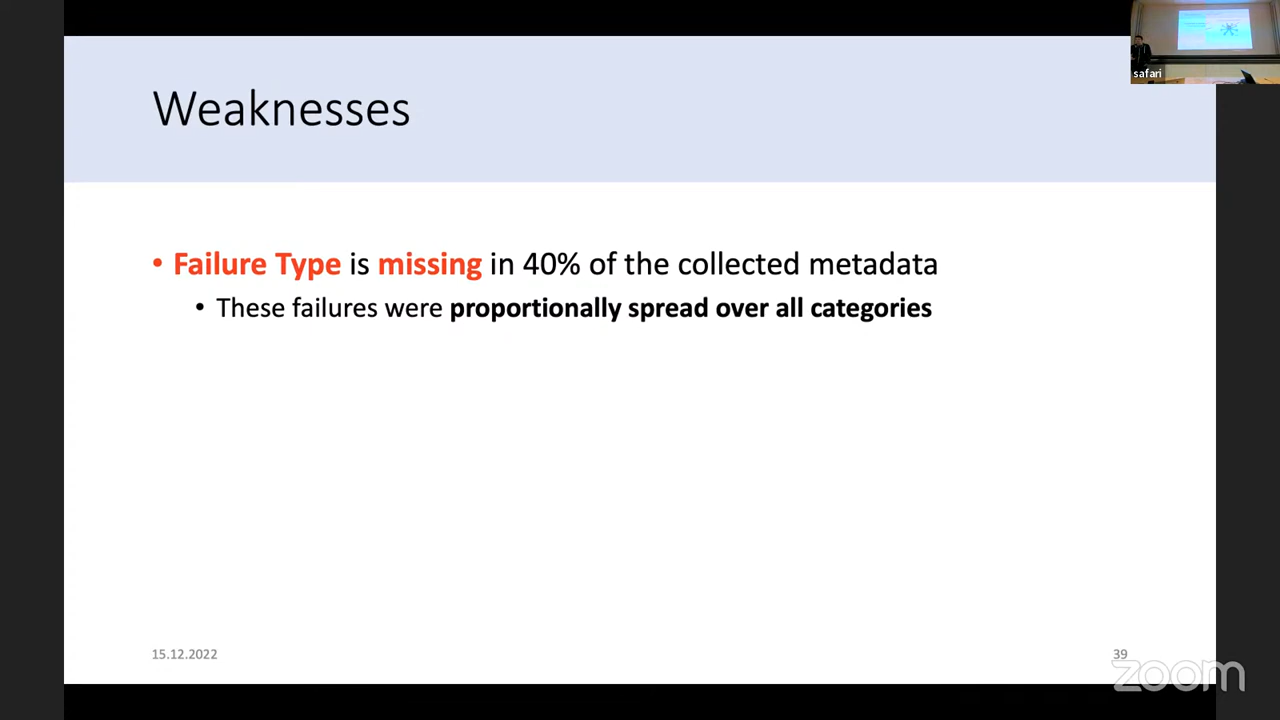 safari
Weaknesses
• Failure Type is missing in 40% of the collected metadata
• These failures were proportionally spread over all categories
15.12.2022
39
zoom